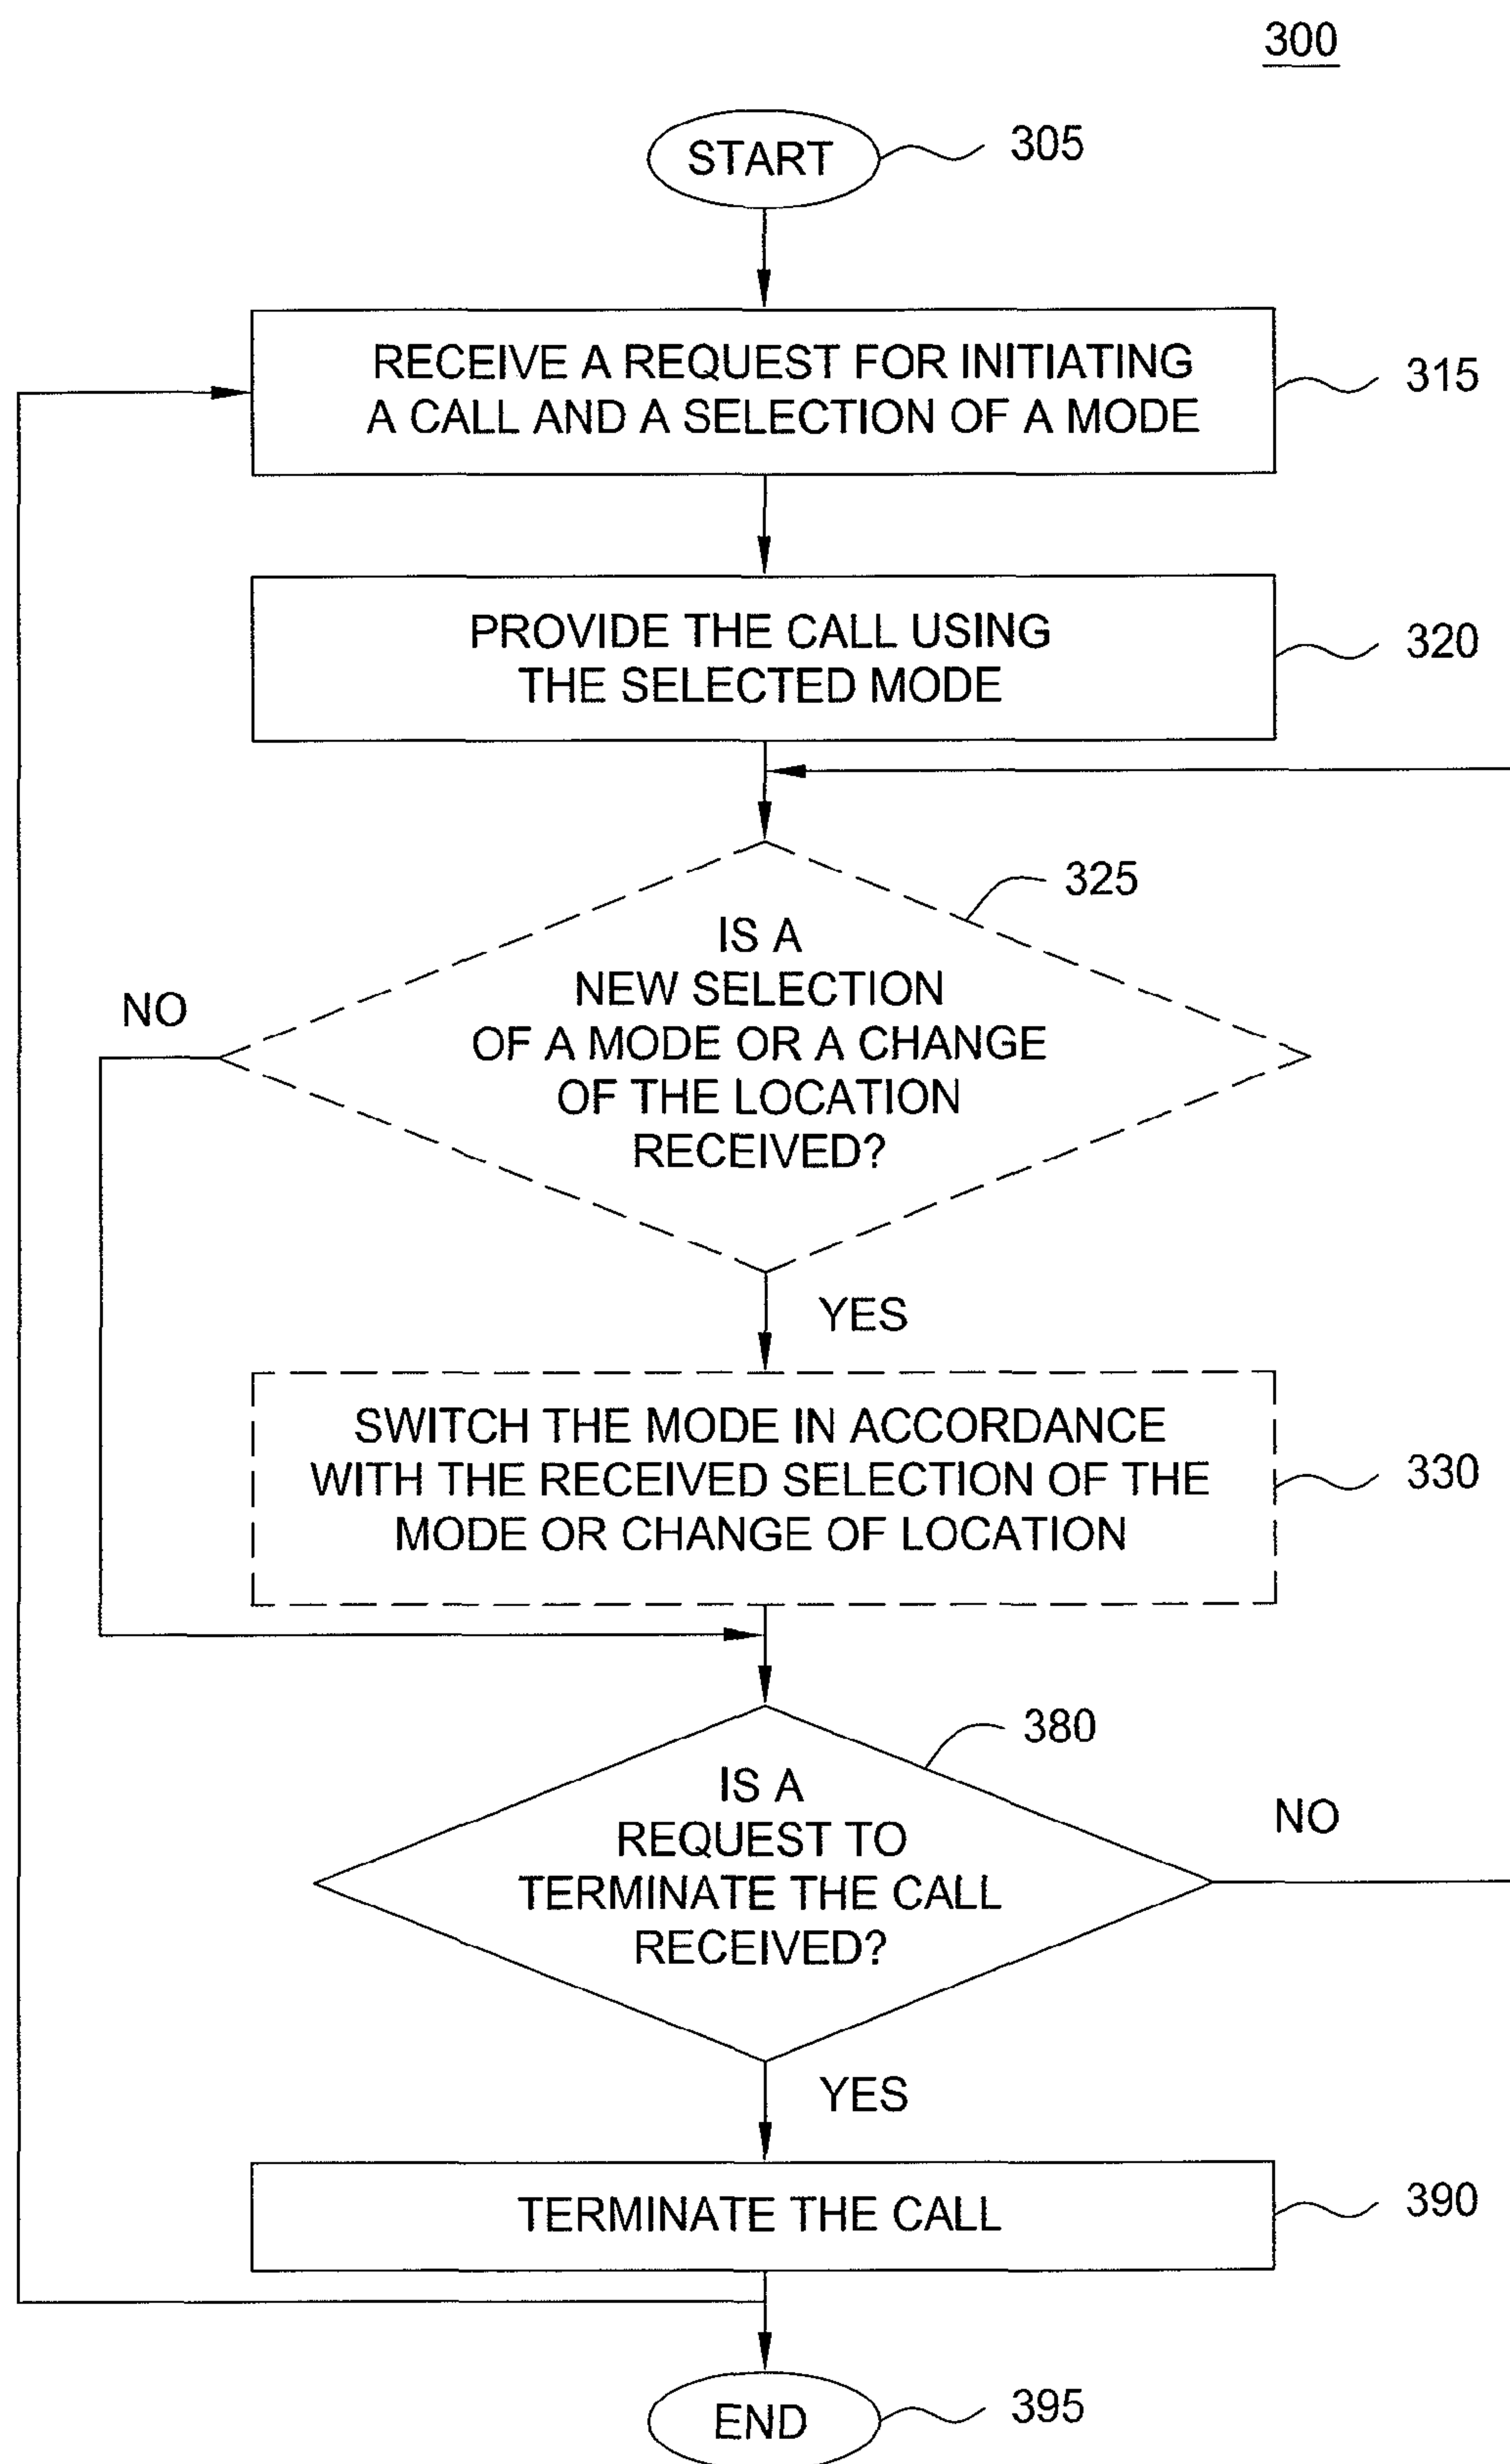 300
START
305
RECEIVE A REQUEST FOR INITIATING
A CALL AND A SELECTION OF A MODE
315
PROVIDE THE CALL USING
THE SELECTED MODE
320
325
IS A
NEW SELECTION
OF A MODE OR A CHANGE
OF THE LOCATION
RECEIVED?
NO
YES
SWITCH THE MODE IN ACCORDANCE
WITH THE RECEIVED SELECTION OF THE
MODE OR CHANGE OF LOCATION
330
380
IS A
REQUEST TO
TERMINATE THE CALL
RECEIVED?
NO
YES
TERMINATE THE CALL
390
END
395